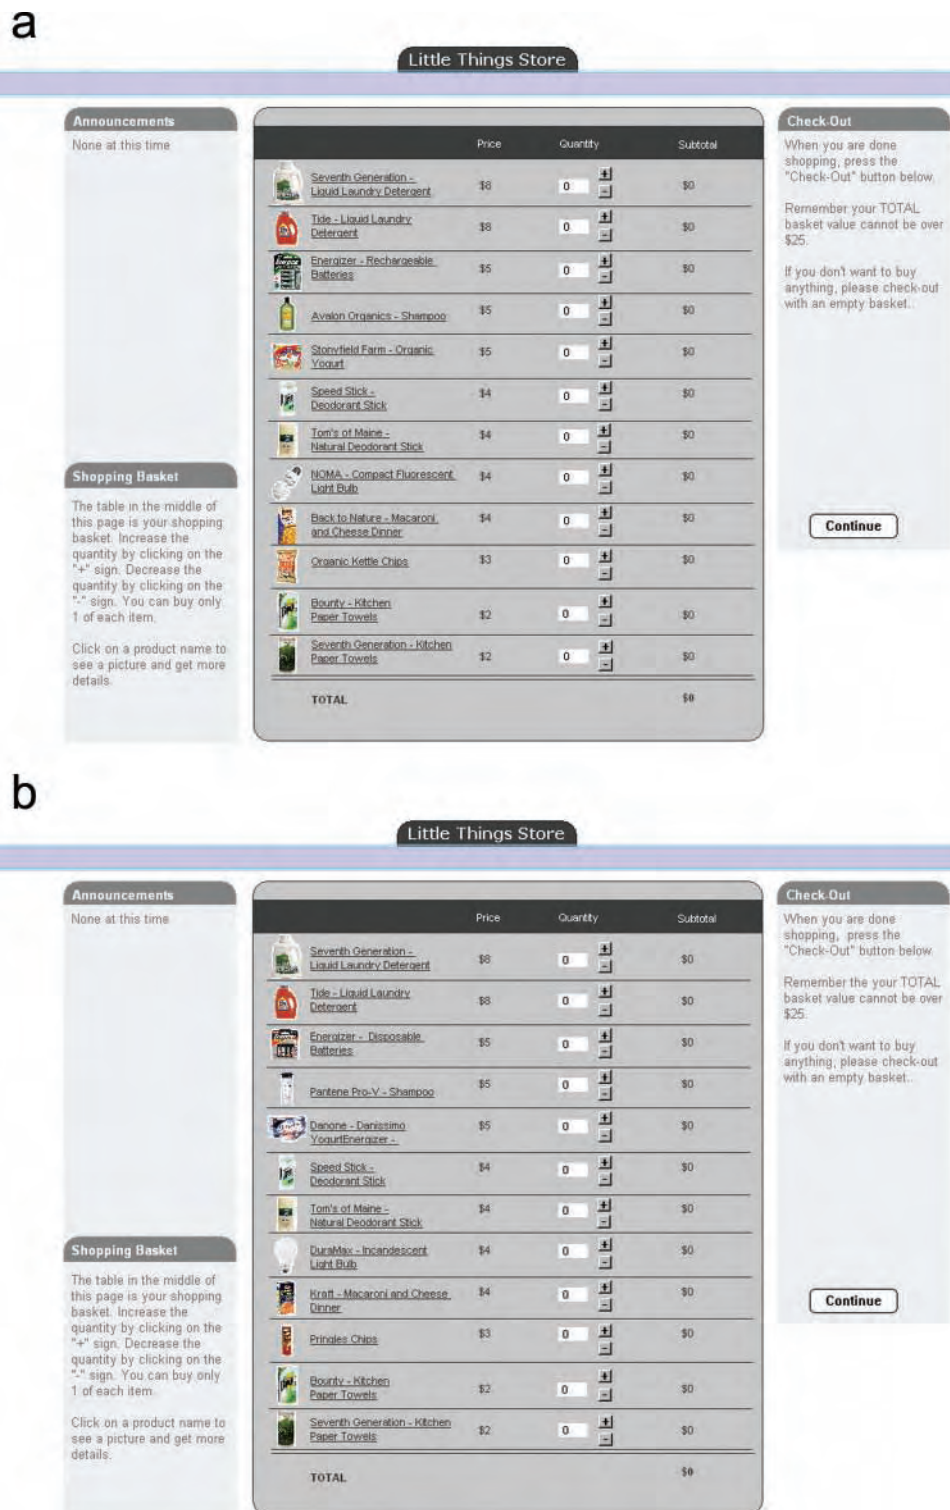 a
Little Things Store
Announcements
None at this time
Shopping Basket
The table in the middle of
this page is your shopping
basket. Increase the
quantity by clicking on the
"+" sign. Decrease the
quantity by clicking on the
"-" sign. You can buy only
1 of each item.
Click on a product name to
see a picture and get more
details.
Price Quantity Subtotal
Seventh Generation -
Liquid Laundry Detergent $8 0 + - $0
Tide - Liquid Laundry
Detergent $8 0 + - $0
Energizer - Rechargeable
Batteries $5 0 + - $0
Avalon Organics - Shampoo $5 0 + - $0
Stonyfield Farm - Organic
Yogurt $5 0 + - $0
Speed Stick -
Deodorant Stick $4 0 + - $0
Tom's of Maine -
Natural Deodorant Stick $4 0 + - $0
NOMA - Compact Fluorescent
Light Bulb $4 0 + - $0
Back to Nature - Macaroni
and Cheese Dinner $4 0 + - $0
Organic Kettle Chips $3 0 + - $0
Bounty - Kitchen
Paper Towels $2 0 + - $0
Seventh Generation - Kitchen
Paper Towels $2 0 + - $0
TOTAL $0
Check-Out
When you are done
shopping, press the
"Check-Out" button below.
Remember your TOTAL
basket value cannot be over
$25.
If you don't want to buy
anything, please check-out
with an empty basket.
Continue
b
Little Things Store
Announcements
None at this time
Shopping Basket
The table in the middle of
this page is your shopping
basket. Increase the
quantity by clicking on the
"+" sign. Decrease the
quantity by clicking on the
"-" sign. You can buy only
1 of each item.
Click on a product name to
see a picture and get more
details.
Price Quantity Subtotal
Seventh Generation -
Liquid Laundry Detergent $8 0 + - $0
Tide - Liquid Laundry
Detergent $8 0 + - $0
Energizer - Disposable
Batteries $5 0 + - $0
Pantene Pro-V - Shampoo $5 0 + - $0
Danone - Danissimo
YogurtEnergizer - $5 0 + - $0
Speed Stick -
Deodorant Stick $4 0 + - $0
Tom's of Maine -
Natural Deodorant Stick $4 0 + - $0
DuraMax - Incandescent
Light Bulb $4 0 + - $0
Kraft - Macaroni and Cheese
Dinner $4 0 + - $0
Pringles Chips $3 0 + - $0
Bounty - Kitchen
Paper Towels $2 0 + - $0
Seventh Generation - Kitchen
Paper Towels $2 0 + - $0
TOTAL $0
Check-Out
When you are done
shopping, press the
"Check-Out" button below
Remember the your TOTAL
basket value cannot be over
$25.
If you don't want to buy
anything, please check-out
with an empty basket.
Continue